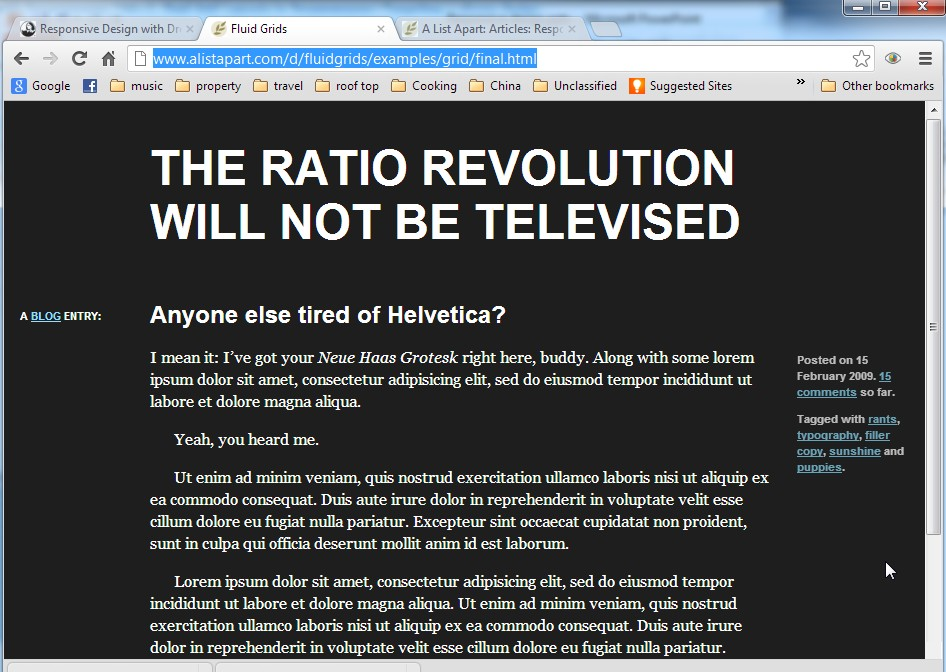 Responsive Design with Dr
Fluid Grids
A List Apart: Articles: Respo
www.alistapart.com/d/fluidgrids/examples/grid/final.html
Google music property travel roof top Cooking China Unclassified Suggested Sites » Other bookmarks
THE RATIO REVOLUTION
WILL NOT BE TELEVISED
A BLOG ENTRY:
Anyone else tired of Helvetica?
I mean it: I’ve got your Neue Haas Grotesk right here, buddy. Along with some lorem
ipsum dolor sit amet, consectetur adipisicing elit, sed do eiusmod tempor incididunt ut
labore et dolore magna aliqua.
Yeah, you heard me.
Ut enim ad minim veniam, quis nostrud exercitation ullamco laboris nisi ut aliquip ex
ea commodo consequat. Duis aute irure dolor in reprehenderit in voluptate velit esse
cillum dolore eu fugiat nulla pariatur. Excepteur sint occaecat cupidatat non proident,
sunt in culpa qui officia deserunt mollit anim id est laborum.
Lorem ipsum dolor sit amet, consectetur adipisicing elit, sed do eiusmod tempor
incididunt ut labore et dolore magna aliqua. Ut enim ad minim veniam, quis nostrud
exercitation ullamco laboris nisi ut aliquip ex ea commodo consequat. Duis aute irure
dolor in reprehenderit in voluptate velit esse cillum dolore eu fugiat nulla pariatur.
Posted on 15
February 2009. 15
comments so far.
Tagged with rants,
typography, filler
copy, sunshine and
puppies.